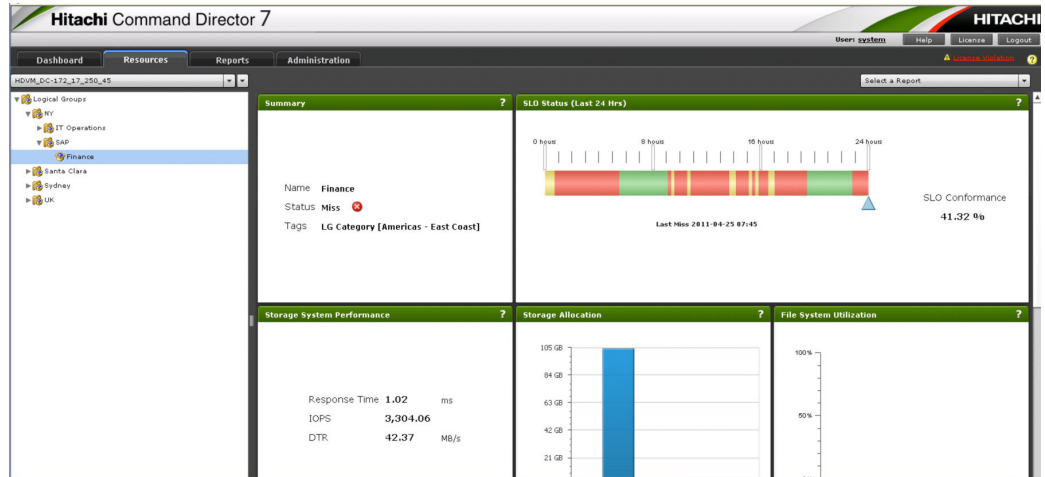 Hitachi Command Director 7
HITACHI
User: system Help License Logout
Dashboard Resources Reports Administration
License Violation ?
HDVM_DC-172_17_250_45
Select a Report
Logical Groups
NY
IT Operations
SAP
Finance
Santa Clara
Sydney
UK
Summary ?
Name Finance
Status Miss
Tags LG Category [Americas - East Coast]
SLO Status (Last 24 Hrs) ?
0 hours 8 hours 16 hours 24 hours
Last Miss 2011-04-25 07:45
SLO Conformance
41.32 %
Storage System Performance ?
Response Time 1.02 ms
IOPS 3,304.06
DTR 42.37 MB/s
Storage Allocation ?
105 GB
84 GB
63 GB
42 GB
21 GB
File System Utilization ?
100%
50%